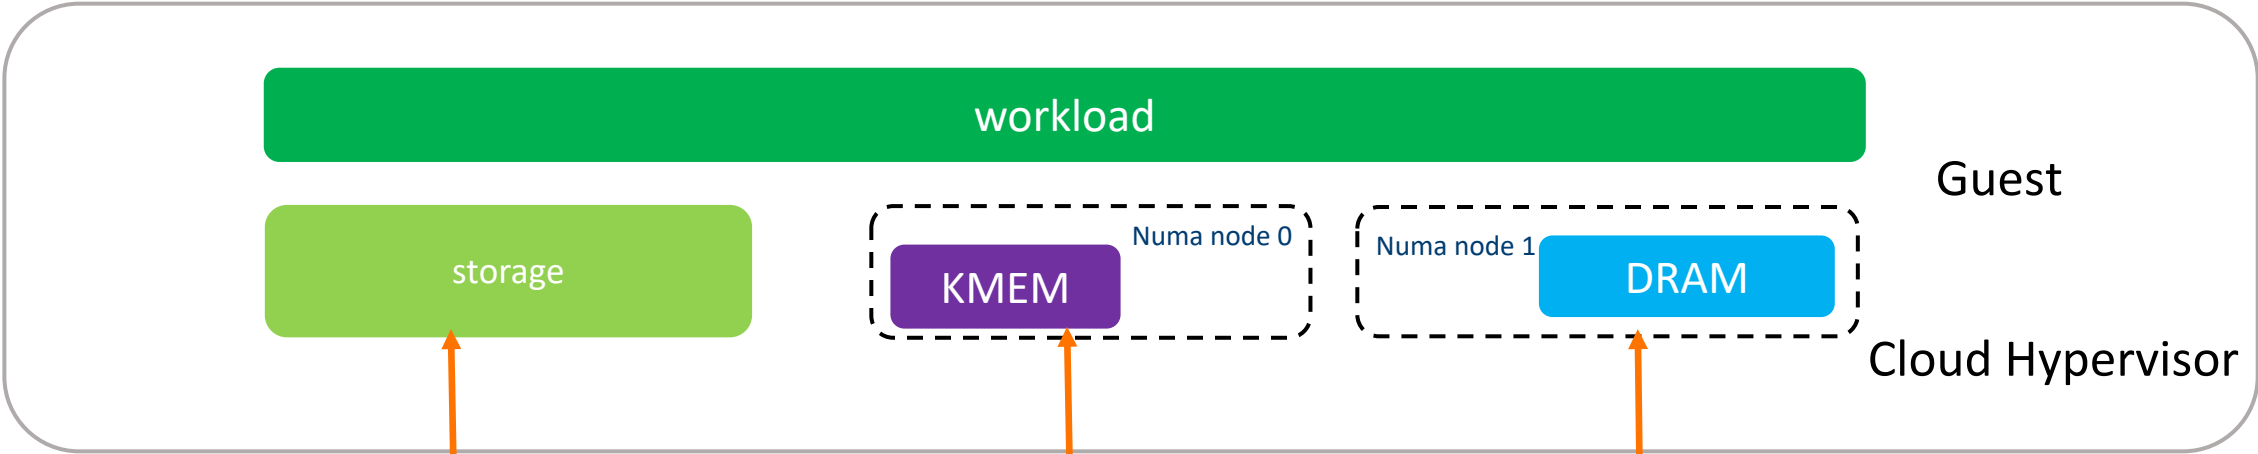 workload
Guest
storage
Numa node 0
KMEM
Numa node 1
DRAM
Cloud Hypervisor